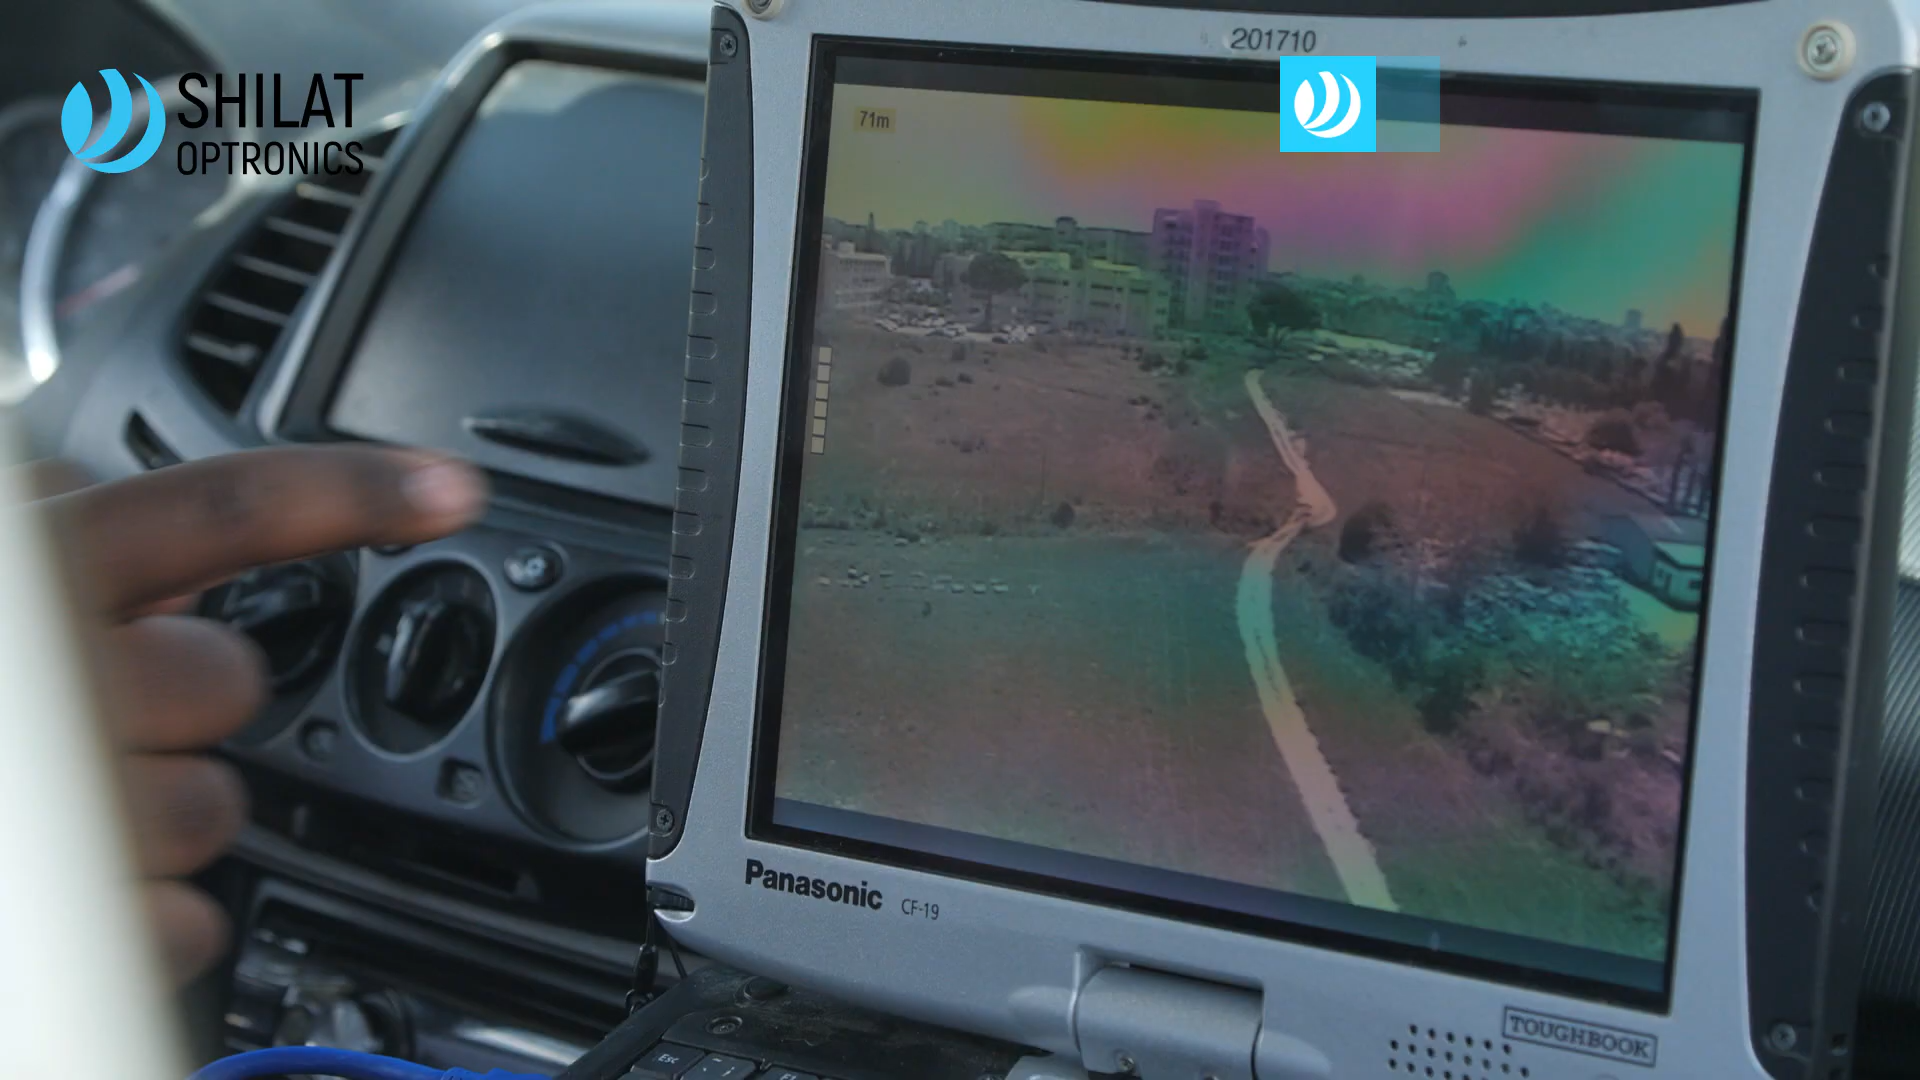 SHILAT
OPTRONICS
201710
71m
Panasonic CF-19
TOUGHBOOK
Esc